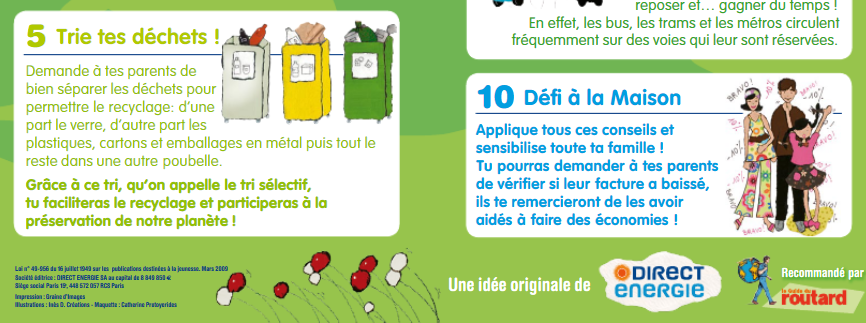 5 Trie tes déchets !
Demande à tes parents de
bien séparer les déchets pour
permettre le recyclage: d'une
part le verre, d'autre part les
plastiques, cartons et emballages en métal puis tout le
reste dans une autre poubelle.
Grâce à ce tri, qu'on appelle le tri sélectif,
tu faciliteras le recyclage et participeras à la
préservation de notre planète !
Loi n° 49-956 du 16 juillet 1949 sur les publications destinées à la jeunesse. Mars 2009
Société éditrice : DIRECT ENERGIE SA au capital de 8 849 850 €
Siège social Paris 19e, 448 672 057 RCS Paris
Impression : Grains d'Images
Illustrations : Inès D. Créations - Maquette : Catherine Protoyerides
reposer et... gagner du temps !
En effet, les bus, les trams et les métros circulent
fréquemment sur des voies qui leur sont réservées.
10 Défi à la Maison
Applique tous ces conseils et
sensibilise toute ta famille !
Tu pourras demander à tes parents
de vérifier si leur facture a baissé,
ils te remercieront de les avoir
aidés à faire des économies !
BRAVO !
-10%
Une idée originale de
DIRECT
ENERGIE
Recommandé par
le Guide du
routard